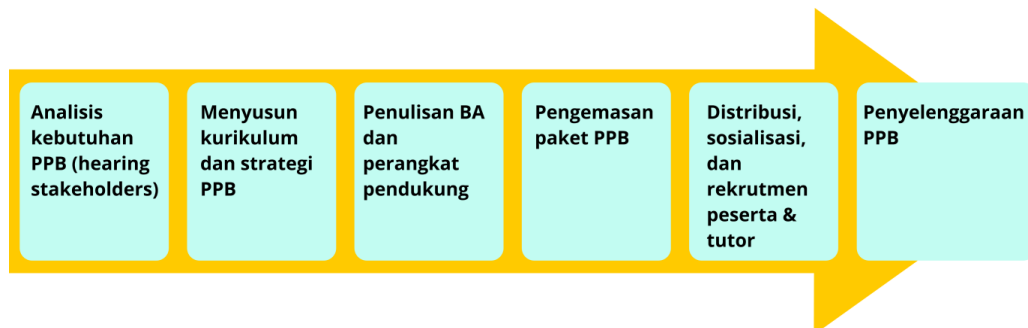 Analisis
kebutuhan
PPB (hearing
stakeholders)
Menyusun
kurikulum
dan strategi
PPB
Penulisan BA
dan
perangkat
pendukung
Pengemasan
paket PPB
Distribusi,
sosialisasi,
dan
rekrutmen
peserta &
tutor
Penyelenggaraan
PPB